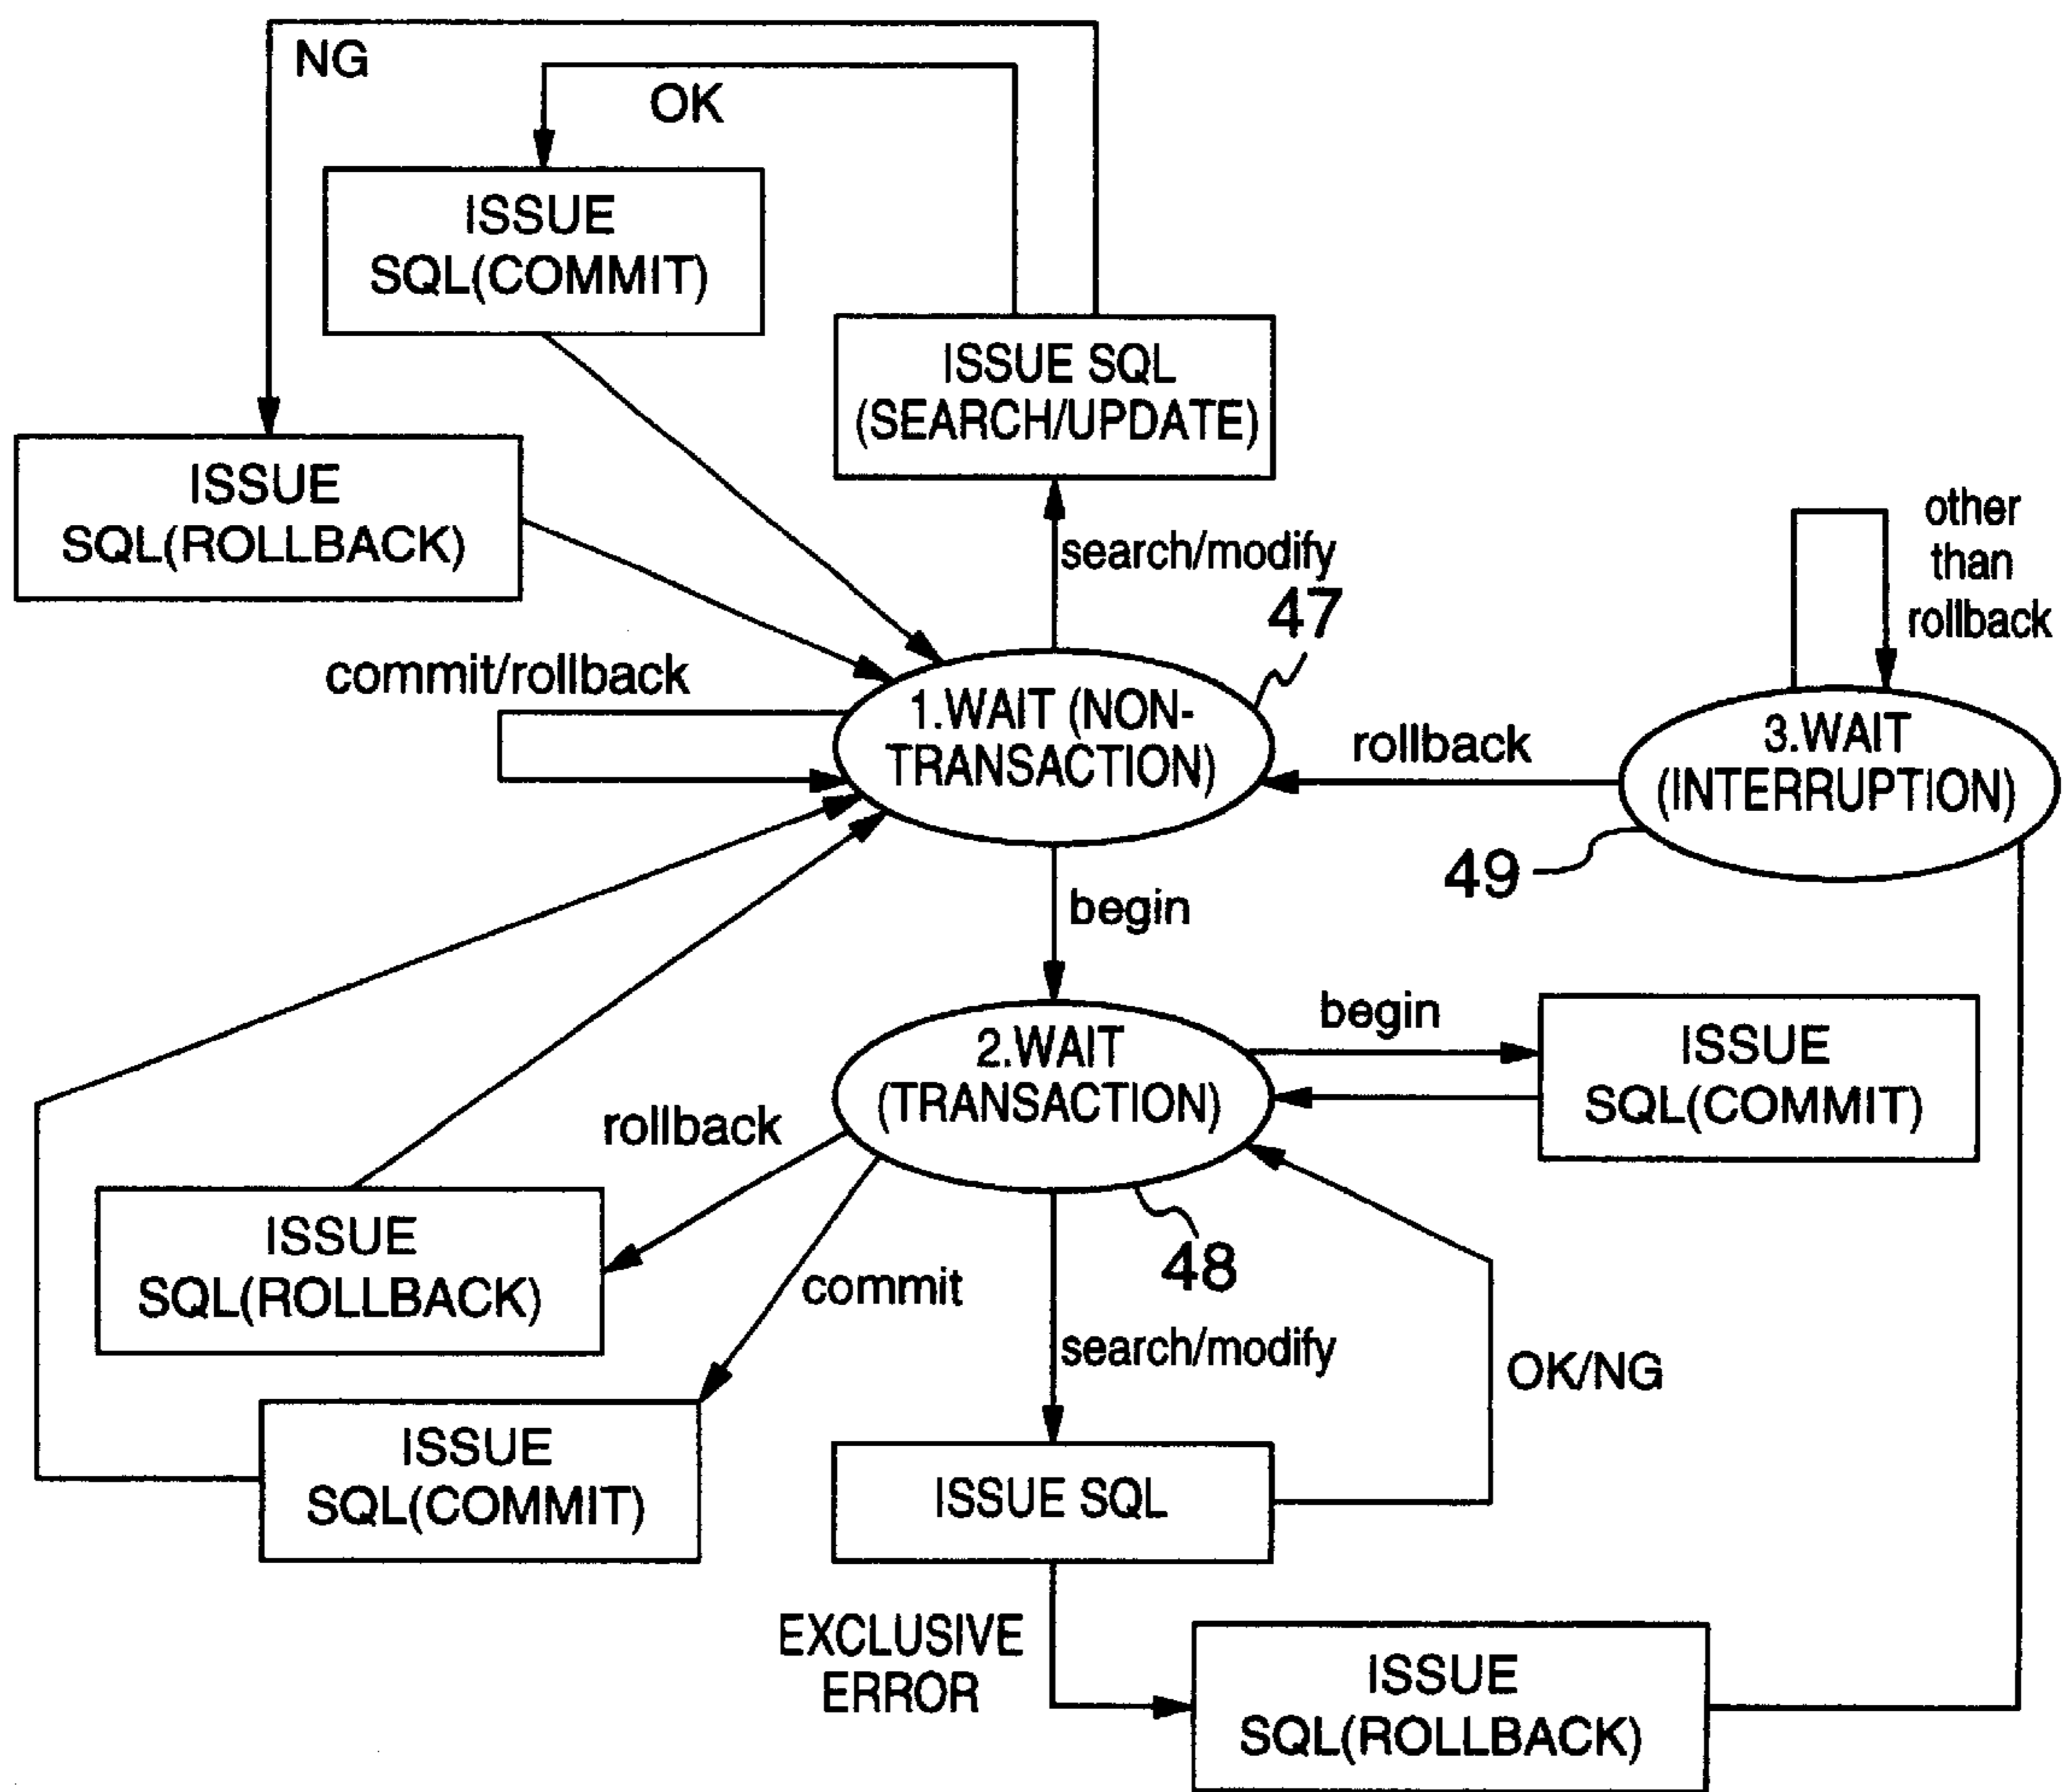 NG
OK
ISSUE
SQL(COMMIT)
ISSUE SQL
(SEARCH/UPDATE)
ISSUE
SQL(ROLLBACK)
search/modify
47
other
than
rollback
commit/rollback
1.WAIT (NON-
TRANSACTION)
rollback
3.WAIT
(INTERRUPTION)
49
begin
2.WAIT
(TRANSACTION)
begin
ISSUE
SQL(COMMIT)
rollback
48
ISSUE
SQL(ROLLBACK)
commit
search/modify
OK/NG
ISSUE
SQL(COMMIT)
ISSUE SQL
EXCLUSIVE
ERROR
ISSUE
SQL(ROLLBACK)